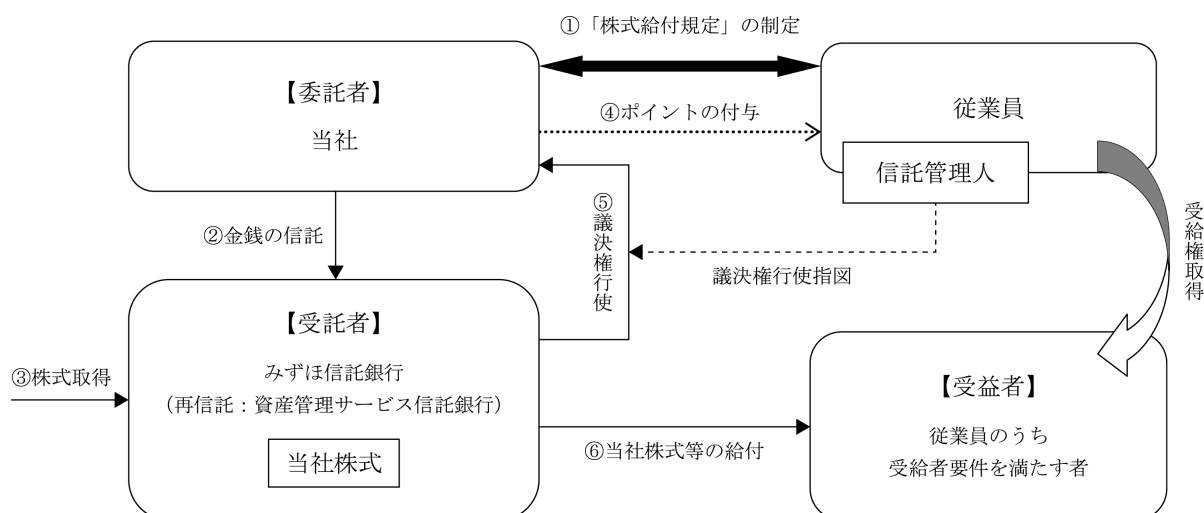 ①「株式給付規定」の制定
【委託者】
当社
従業員
④ポイントの付与
信託管理人
②金銭の信託
⑤議決権行使
議決権行使指図
受給権取得
【受託者】
みずほ信託銀行
（再信託：資産管理サービス信託銀行）
当社株式
③株式取得
⑥当社株式等の給付
【受益者】
従業員のうち
受給者要件を満たす者